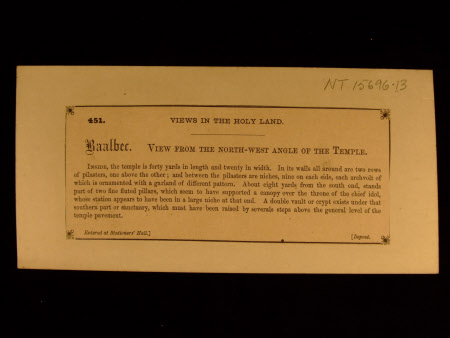 NT 15696·13
451. VIEWS IN THE HOLY LAND.
Baalbec. VIEW FROM THE NORTH-WEST ANGLE OF THE TEMPLE.
INSIDE, the temple is forty yards in length and twenty in width. In its walls all around are two rows
of pilasters, one above the other; and between the pilasters are niches, nine on each side, each archvolt of
which is ornamented with a garland of different pattern. About eight yards from the south end, stands
part of two fine fluted pillars, which seem to have supported a canopy over the throne of the chief idol,
whose station appears to have been in a large niche at that end. A double vault or crypt exists under that
southern part or sanctuary, which must have been raised by severals steps above the general level of the
temple pavement.
Entered at Stationers' Hall.] [Deposé.